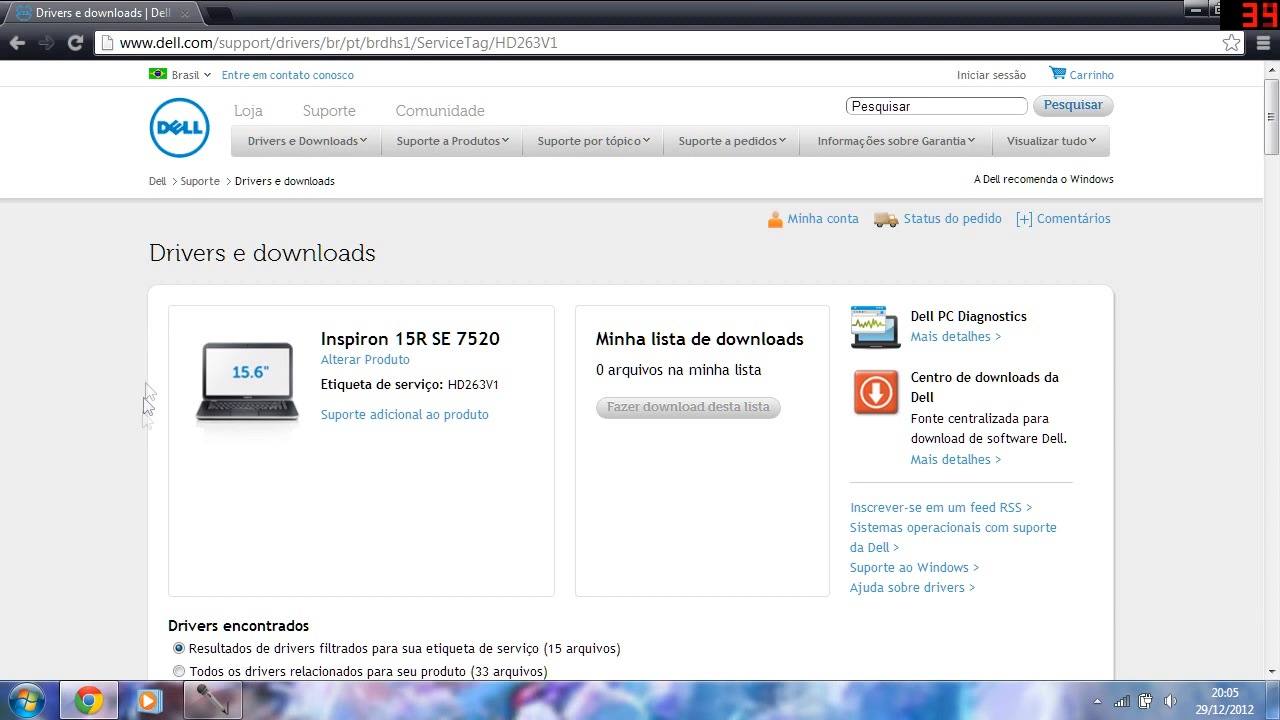 Drivers e downloads | Dell
34
www.dell.com/support/drivers/br/pt/brdhs1/ServiceTag/HD263V1
Brasil Entre em contato conosco Iniciar sessão Carrinho
DELL
Loja Suporte Comunidade Pesquisar Pesquisar
Drivers e Downloads Suporte a Produtos Suporte por tópico Suporte a pedidos Informações sobre Garantia Visualizar tudo
Dell > Suporte > Drivers e downloads A Dell recomenda o Windows
Minha conta Status do pedido [+] Comentários
Drivers e downloads
15.6"
Inspiron 15R SE 7520
Alterar Produto
Etiqueta de serviço: HD263V1
Suporte adicional ao produto
Minha lista de downloads
0 arquivos na minha lista
Fazer download desta lista
Dell PC Diagnostics
Mais detalhes >
Centro de downloads da
Dell
Fonte centralizada para
download de software Dell.
Mais detalhes >
Inscrever-se em um feed RSS >
Sistemas operacionais com suporte
da Dell >
Suporte ao Windows >
Ajuda sobre drivers >
Drivers encontrados
Resultados de drivers filtrados para sua etiqueta de serviço (15 arquivos)
Todos os drivers relacionados para seu produto (33 arquivos)
20:05
29/12/2012